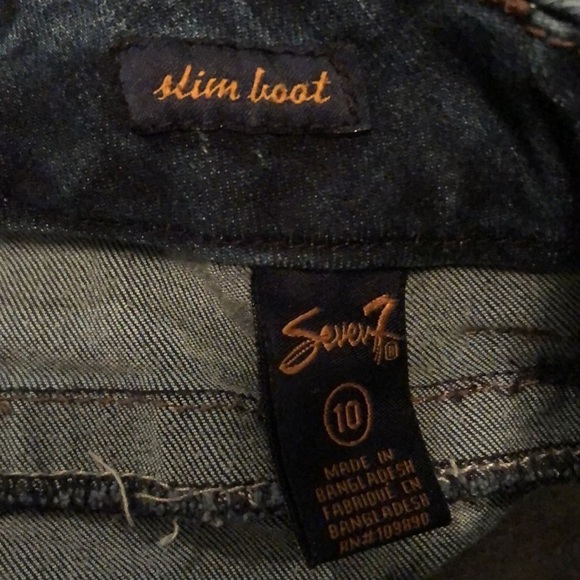 slim boot
Seven7
10
MADE IN
BANGLADESH
FABRIQUE EN
BANGLADESH
RN#109890